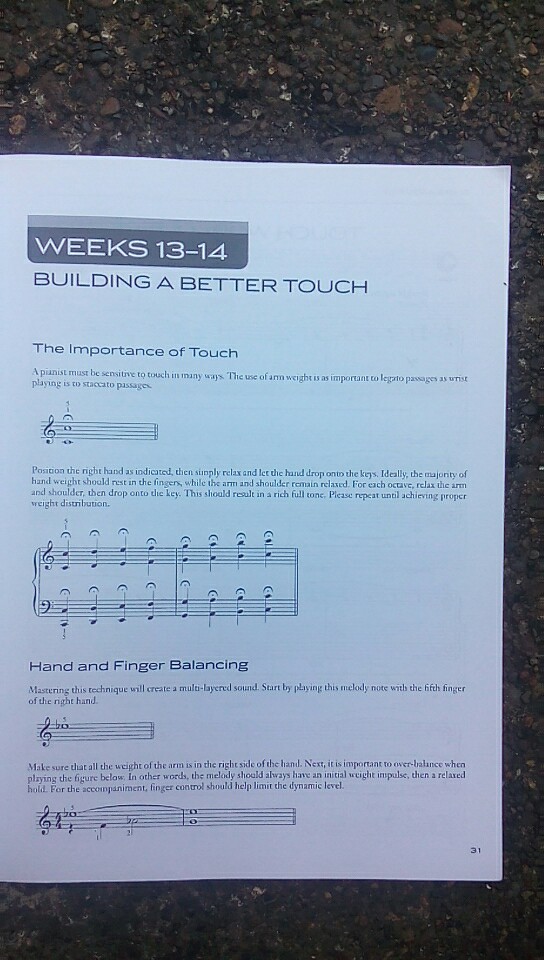 WEEKS 13–14
BUILDING A BETTER TOUCH
The Importance of Touch
A pianist must be sensitive to touch in many ways. The use of arm weight is as important to legato passages as wrist
playing is to staccato passages.
Position the right hand as indicated, then simply relax and let the hand drop onto the keys. Ideally, the majority of
hand weight should rest in the fingers, while the arm and shoulder remain relaxed. For each octave, relax the arm
and shoulder, then drop onto the key. This should result in a rich full tone. Please repeat until achieving proper
weight distribution.
Hand and Finger Balancing
Mastering this technique will create a multi-layered sound. Start by playing this melody note with the fifth finger
of the right hand.
Make sure that all the weight of the arm is in the right side of the hand. Next, it is important to over-balance when
playing the figure below. In other words, the melody should always have an initial weight impulse, then a relaxed
hold. For the accompaniment, finger control should help limit the dynamic level.
31